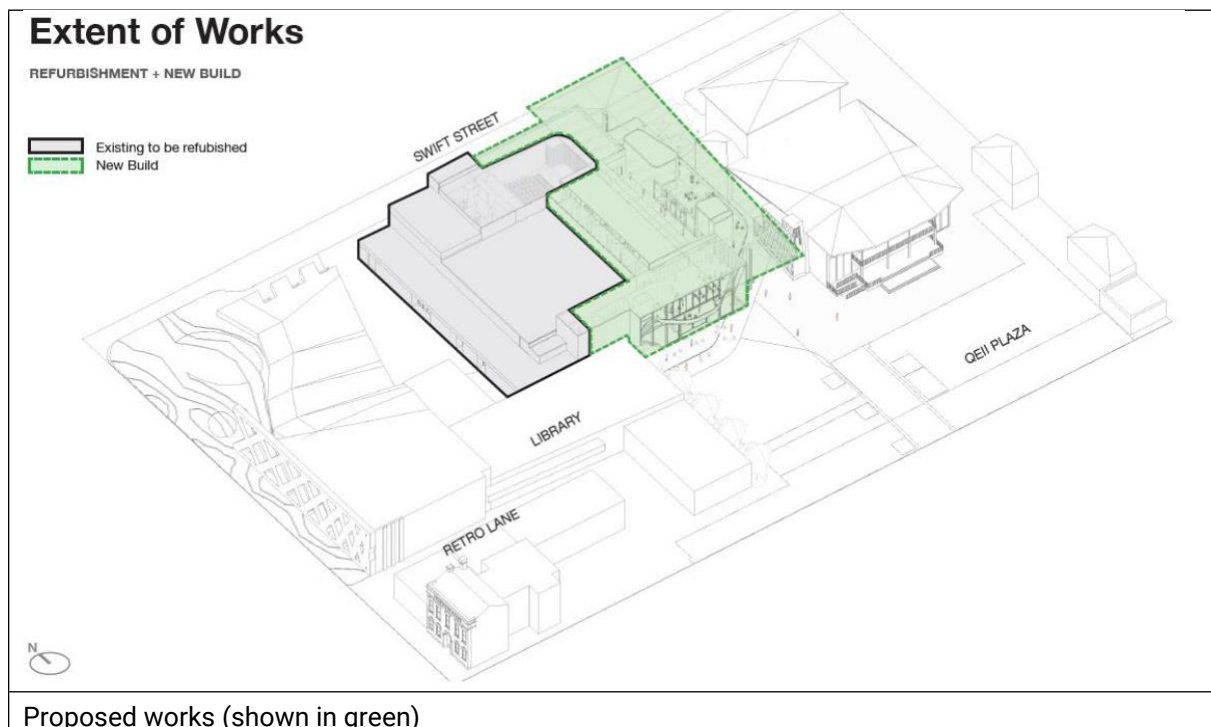 Extent of Works
REFURBISHMENT + NEW BUILD
Existing to be refubished
New Build
SWIFT STREET
QEII PLAZA
LIBRARY
RETRO LANE
N
Proposed works (shown in green)